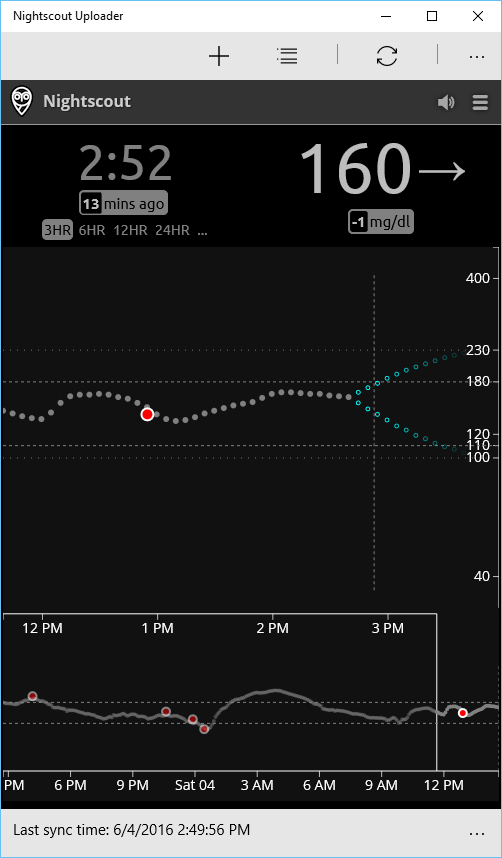 Nightscout Uploader
Nightscout
2:52
13 mins ago
3HR 6HR 12HR 24HR ...
160→
-1 mg/dl
400
230
180
120
110
100
40
12 PM 1 PM 2 PM 3 PM
PM 6 PM 9 PM Sat 04 3 AM 6 AM 9 AM 12 PM
Last sync time: 6/4/2016 2:49:56 PM